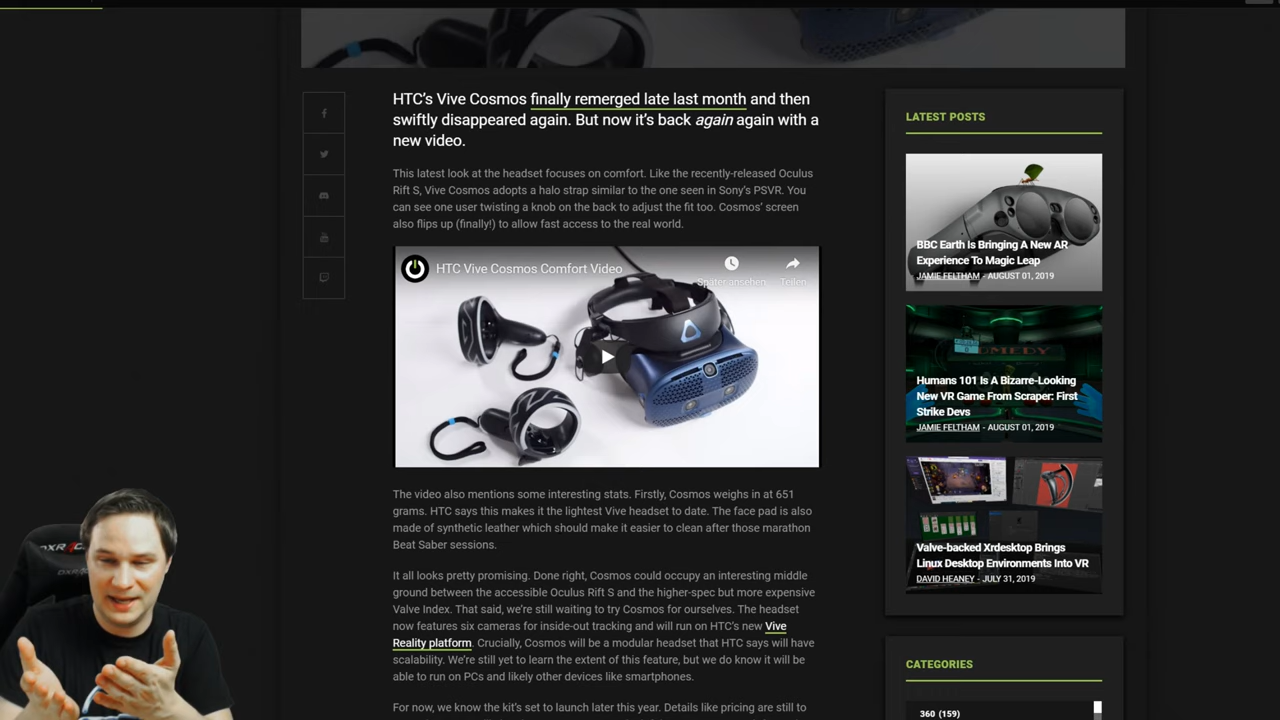 HTC’s Vive Cosmos finally remerged late last month and then
swiftly disappeared again. But now it’s back again again with a
new video.
This latest look at the headset focuses on comfort. Like the recently-released Oculus
Rift S, Vive Cosmos adopts a halo strap similar to the one seen in Sony’s PSVR. You
can see one user twisting a knob on the back to adjust the fit too. Cosmos’ screen
also flips up (finally!) to allow fast access to the real world.
HTC Vive Cosmos Comfort Video
Später ansehen
Teilen
The video also mentions some interesting stats. Firstly, Cosmos weighs in at 651
grams. HTC says this makes it the lightest Vive headset to date. The face pad is also
made of synthetic leather which should make it easier to clean after those marathon
Beat Saber sessions.
It all looks pretty promising. Done right, Cosmos could occupy an interesting middle
ground between the accessible Oculus Rift S and the higher-spec but more expensive
Valve Index. That said, we’re still waiting to try Cosmos for ourselves. The headset
now features six cameras for inside-out tracking and will run on HTC’s new Vive
Reality platform. Crucially, Cosmos will be a modular headset that HTC says will have
scalability. We’re still yet to learn the extent of this feature, but we do know it will be
able to run on PCs and likely other devices like smartphones.
For now, we know the kit’s set to launch later this year. Details like pricing are still to
LATEST POSTS
BBC Earth Is Bringing A New AR
Experience To Magic Leap
JAMIE FELTHAM - AUGUST 01, 2019
COMEDY
Humans 101 Is A Bizarre-Looking
New VR Game From Scraper: First
Strike Devs
JAMIE FELTHAM - AUGUST 01, 2019
Valve-backed Xrdesktop Brings
Linux Desktop Environments Into VR
DAVID HEANEY - JULY 31, 2019
CATEGORIES
360 (159)
DXRACER